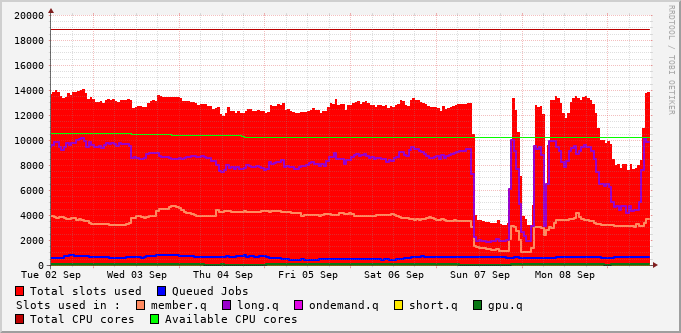 20000
18000
16000
14000
12000
10000
8000
6000
4000
2000
0
Tue 02 Sep Wed 03 Sep Thu 04 Sep Fri 05 Sep Sat 06 Sep Sun 07 Sep Mon 08 Sep
Total slots used Queued Jobs
Slots used in : member.q long.q ondemand.q short.q gpu.q
Total CPU cores Available CPU cores
RRDTOOL / TOBI OETIKER